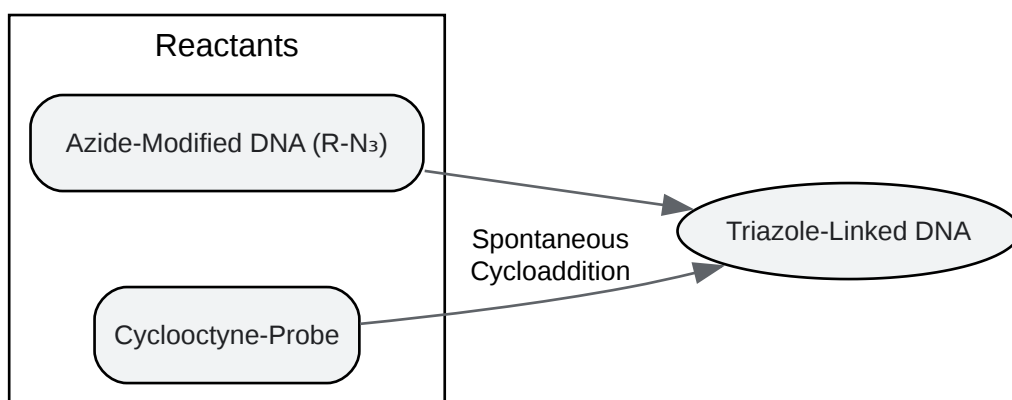 Reactants
Azide-Modified DNA (R-N₃)
Spontaneous
Cycloaddition
Triazole-Linked DNA
Cyclooctyne-Probe